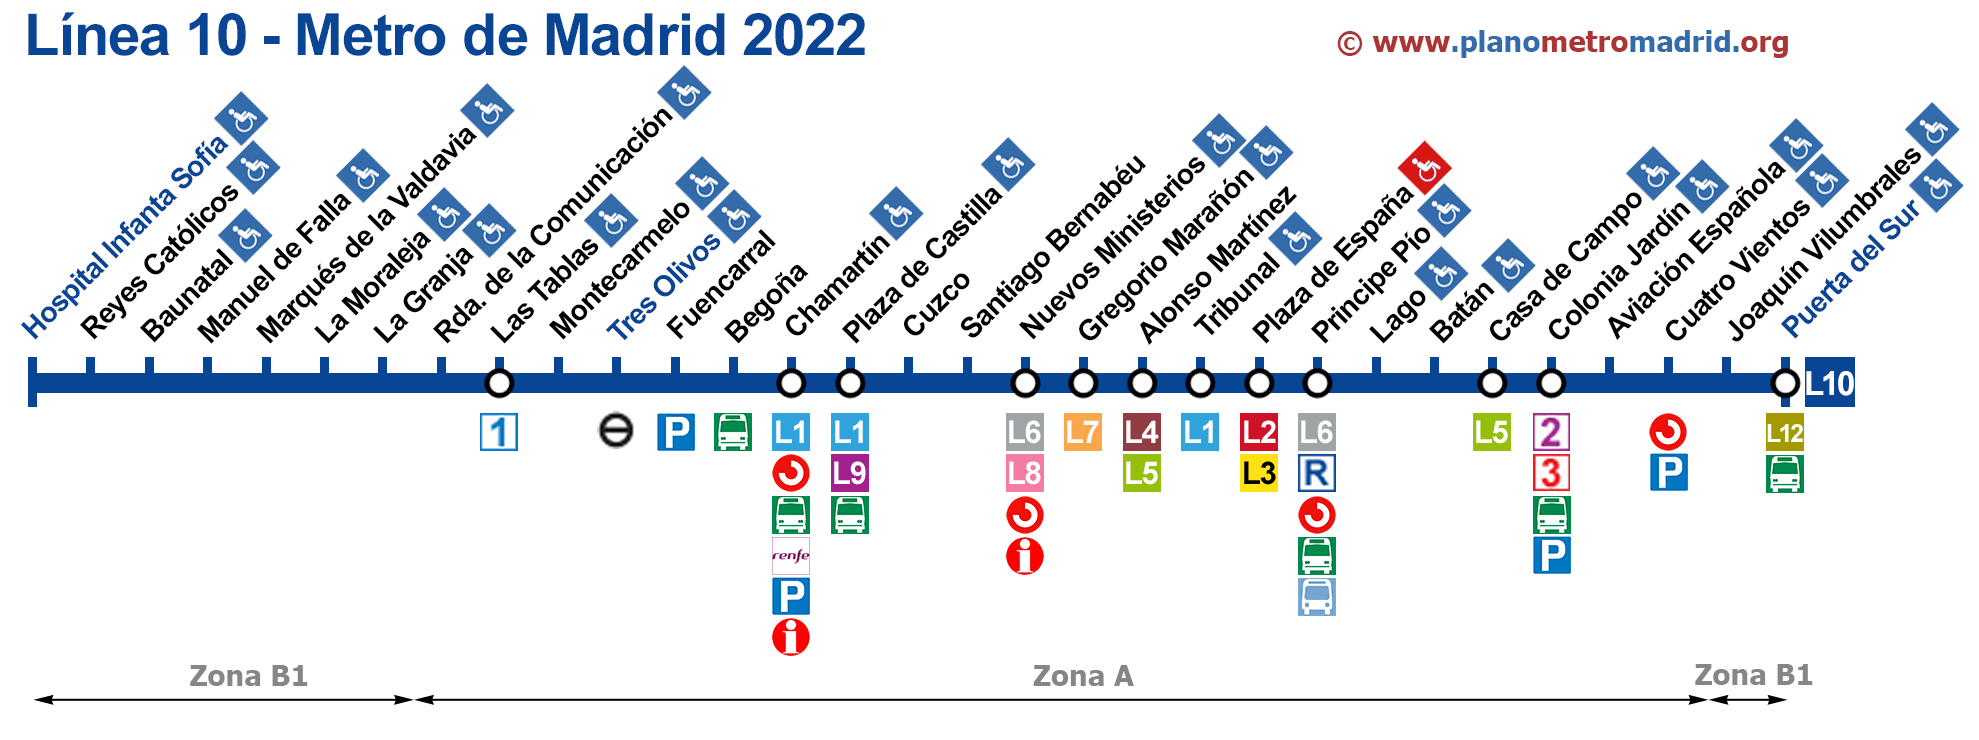 Línea 10 - Metro de Madrid 2022
© www.planometromadrid.org
Hospital Infanta Sofía
Reyes Católicos
Baunatal
Manuel de Falla
Marqués de la Valdavia
La Moraleja
La Granja
Rda. de la Comunicación
Las Tablas
Montecarmelo
Tres Olivos
Fuencarral
Begoña
Chamartín
Plaza de Castilla
Cuzco
Santiago Bernabéu
Nuevos Ministerios
Gregorio Marañón
Alonso Martínez
Tribunal
Plaza de España
Principe Pío
Lago
Batán
Casa de Campo
Colonia Jardín
Aviación Española
Cuatro Vientos
Joaquín Vilumbrales
Puerta del Sur
L10
1
P
L1
L1
L6
L7
L4
L1
L2
L6
L5
2
L12
L9
L8
L5
L3
R
3
P
renfe
i
P
P
i
Zona B1
Zona A
Zona B1